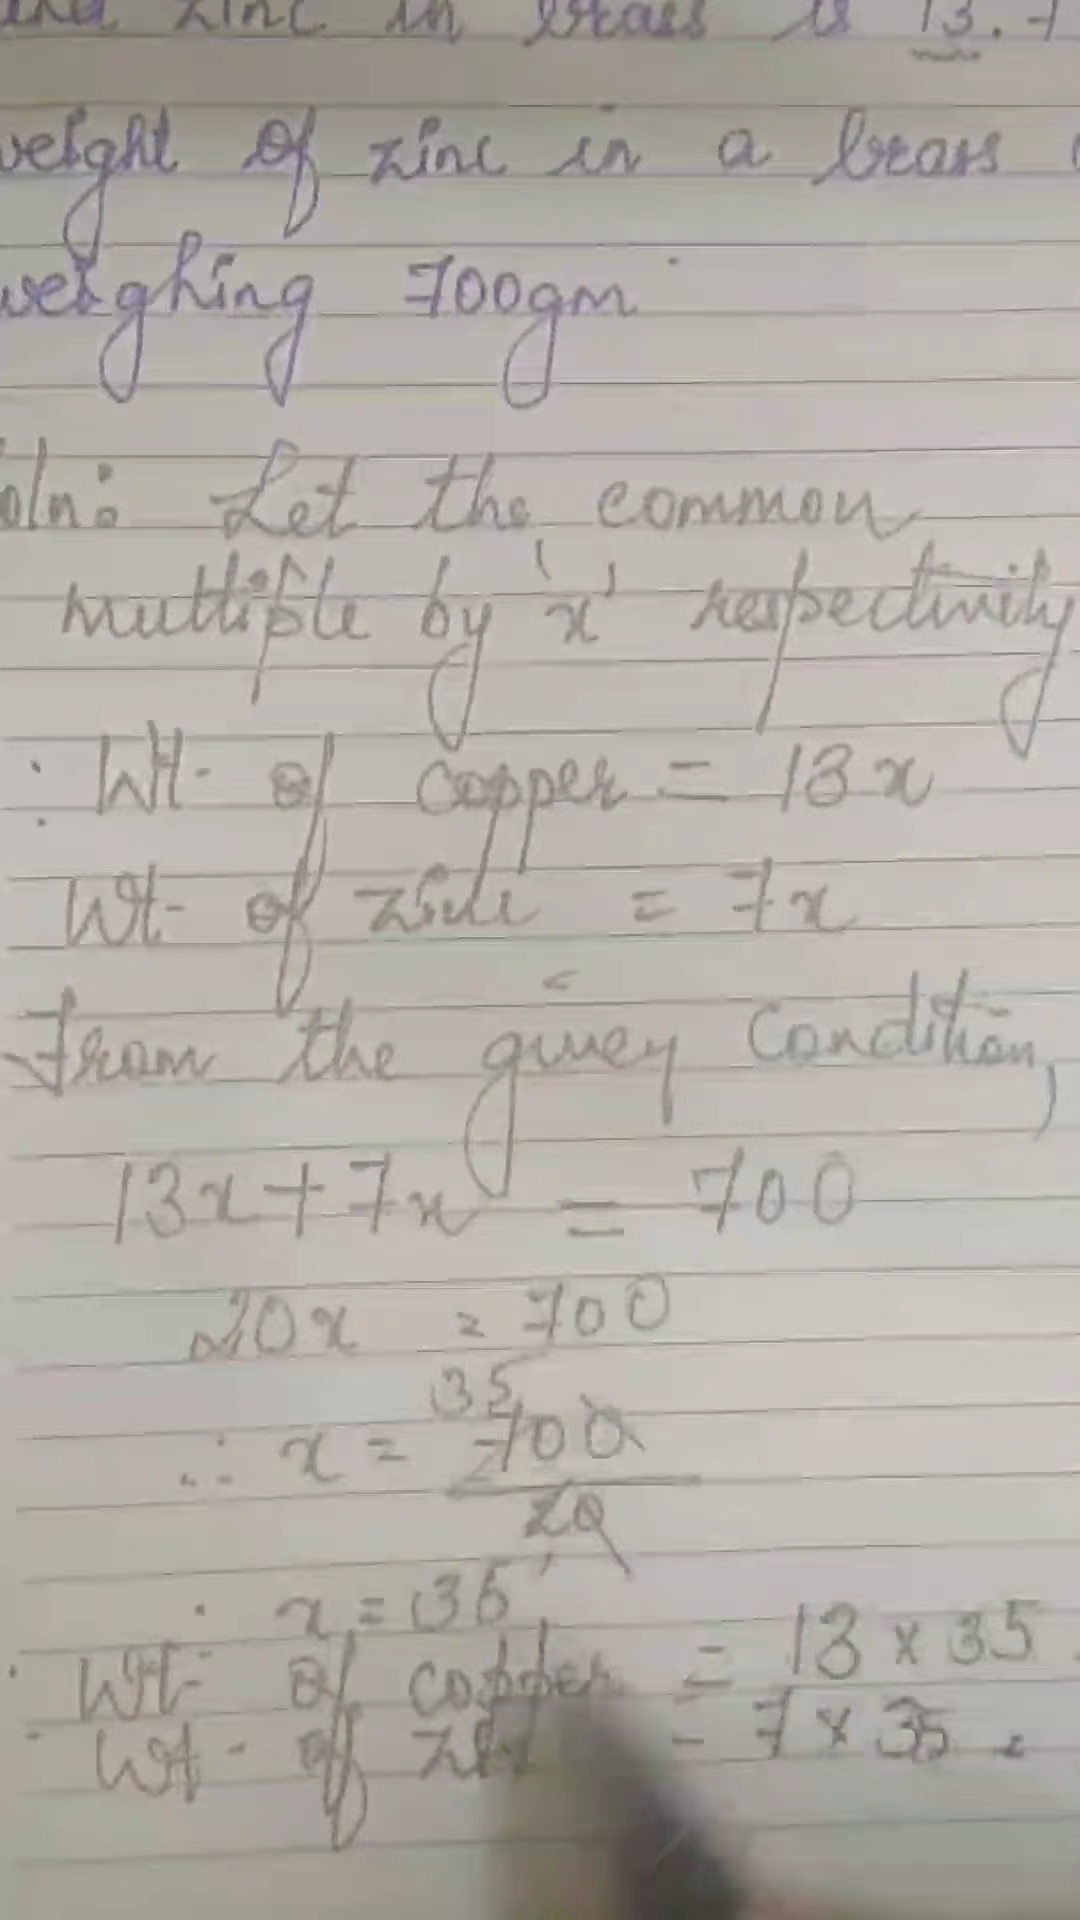 zinc in brass is 13.7
weight of zinc in a brass
weighing 700gm
oln: Let the common
multiple by 'x' respectivily
∴ Wt. of copper = 13x
Wt. of zinc = 7x
From the given condition,
13x + 7x = 700
20x = 700
35
∴ x = 700
20
∴ x = 35
∴ Wt. of copper = 13 × 35
Wt. of = 7 × 35 =